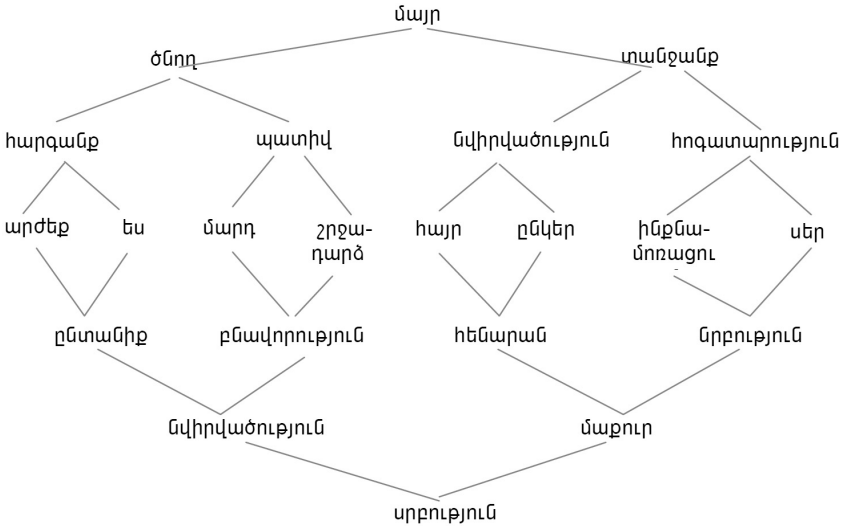 մայր
ծնող
տանջանք
հարգանք
պատիվ
նվիրվածություն
հոգատարություն
արժեք
ես
մարդ
շրջա-
դարձ
հայր
ընկեր
ինքնա-
մոռացու
սեր
ընտանիք
բնավորություն
հենարան
նրբություն
նվիրվածություն
մաքուր
սրբություն